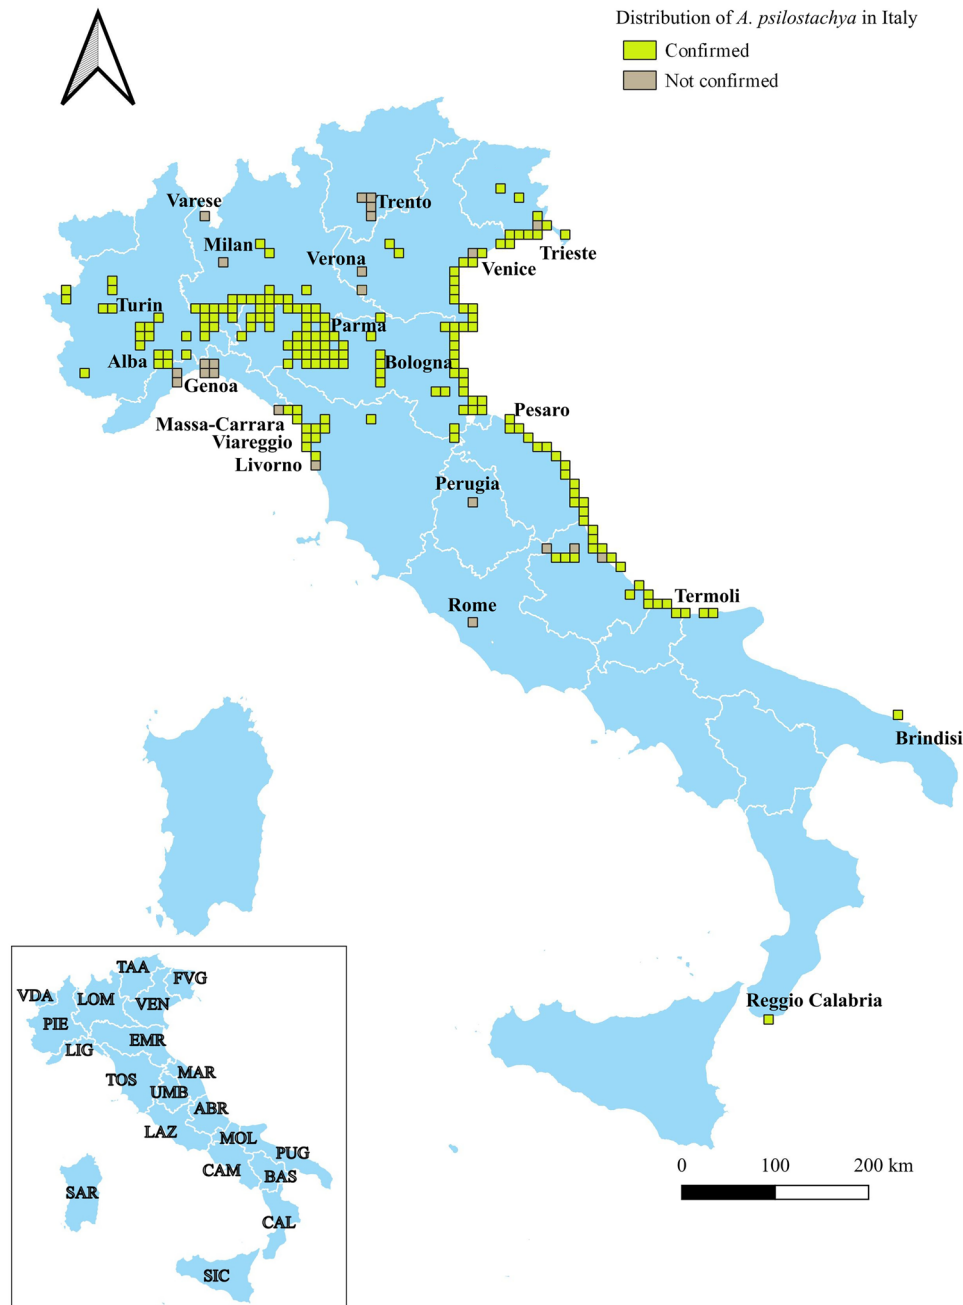 Distribution of A. psilostachya in Italy
Confirmed
Not confirmed
Varese
Trento
Milan
Verona
Venice
Trieste
Turin
Parma
Alba
Bologna
Genoa
Massa-Carrara
Pesaro
Viareggio
Livorno
Perugia
Termoli
Rome
Brindisi
Reggio Calabria
TAA
FVG
VDA
LOM
VEN
PIE
EMR
LIG
MAR
TOS
UMB
ABR
LAZ
MOL
PUG
CAM
BAS
SAR
CAL
SIC
0 100 200 km